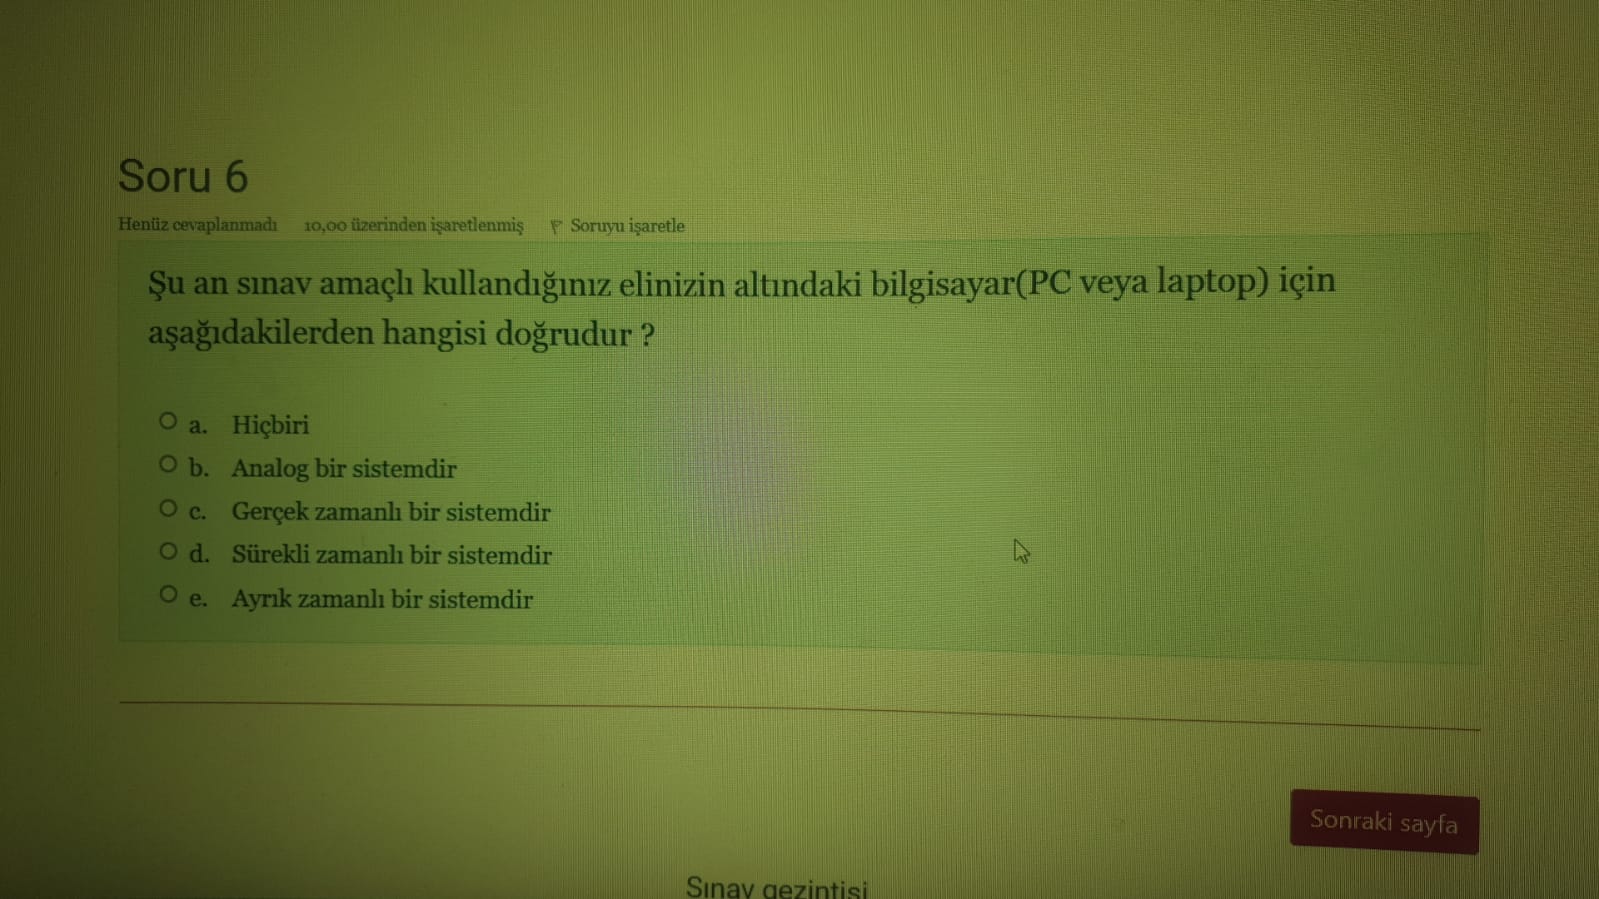 Soru 6
Henüz cevaplanmadı 10,00 üzerinden işaretlenmiş Soruyu işaretle
Şu an sınav amaçlı kullandığınız elinizin altındaki bilgisayar(PC veya laptop) için
aşağıdakilerden hangisi doğrudur ?
a. Hiçbiri
b. Analog bir sistemdir
c. Gerçek zamanlı bir sistemdir
d. Sürekli zamanlı bir sistemdir
e. Ayrık zamanlı bir sistemdir
Sonraki sayfa
Sınav gezintisi